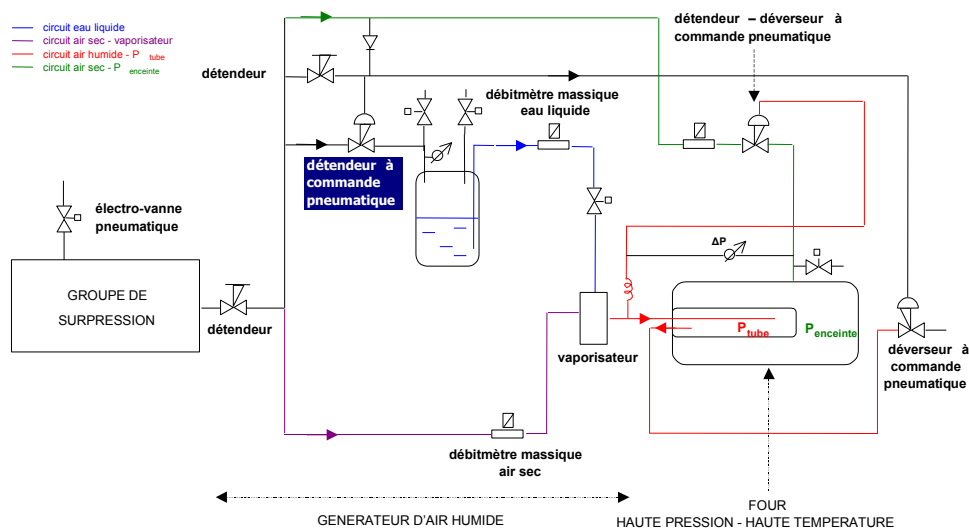 circuit eau liquide
circuit air sec - vaporisateur
circuit air humide - P tube
circuit air sec - P enceinte
détendeur – déverseur à
commande pneumatique
détendeur
débitmètre massique
eau liquide
détendeur à
commande
pneumatique
électro-vanne
pneumatique
ΔP
GROUPE DE
SURPRESSION
détendeur
P tube
P enceinte
vaporisateur
déverseur à
commande
pneumatique
débitmètre massique
air sec
GENERATEUR D'AIR HUMIDE
FOUR
HAUTE PRESSION - HAUTE TEMPERATURE